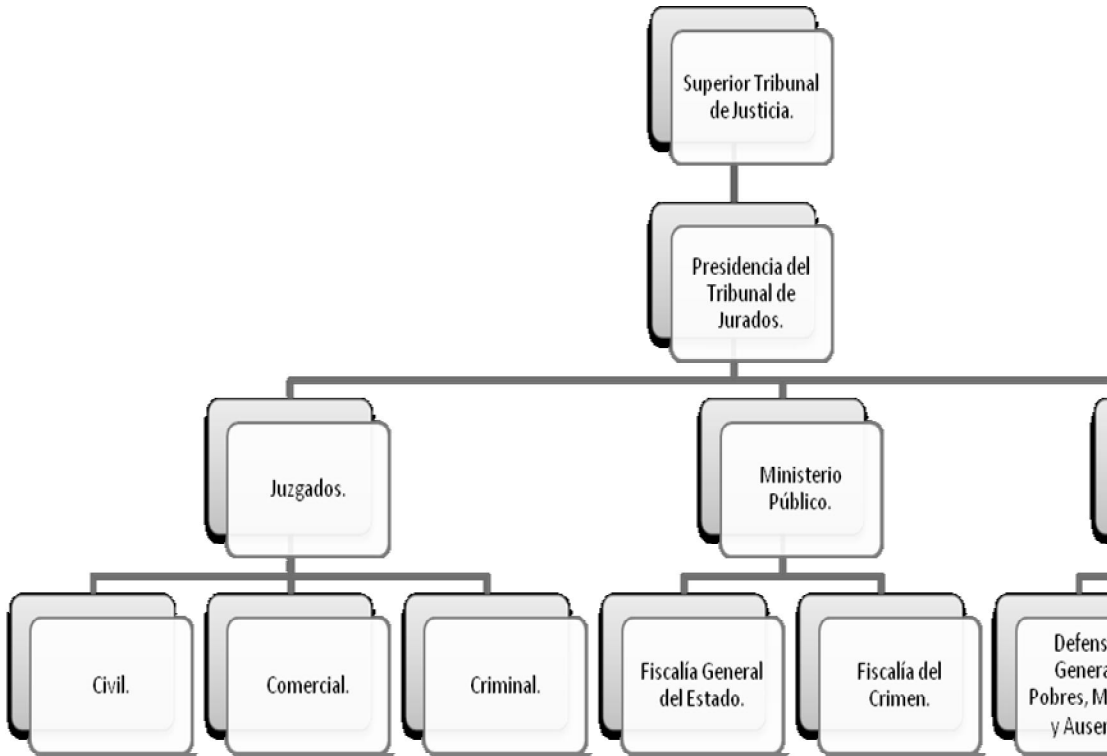 Superior Tribunal
de Justicia.
Presidencia del
Tribunal de
Jurados.
Juzgados.
Ministerio
Público.
Civil.
Comercial.
Criminal.
Fiscalía General
del Estado.
Fiscalía del
Crimen.
Pobres,
y